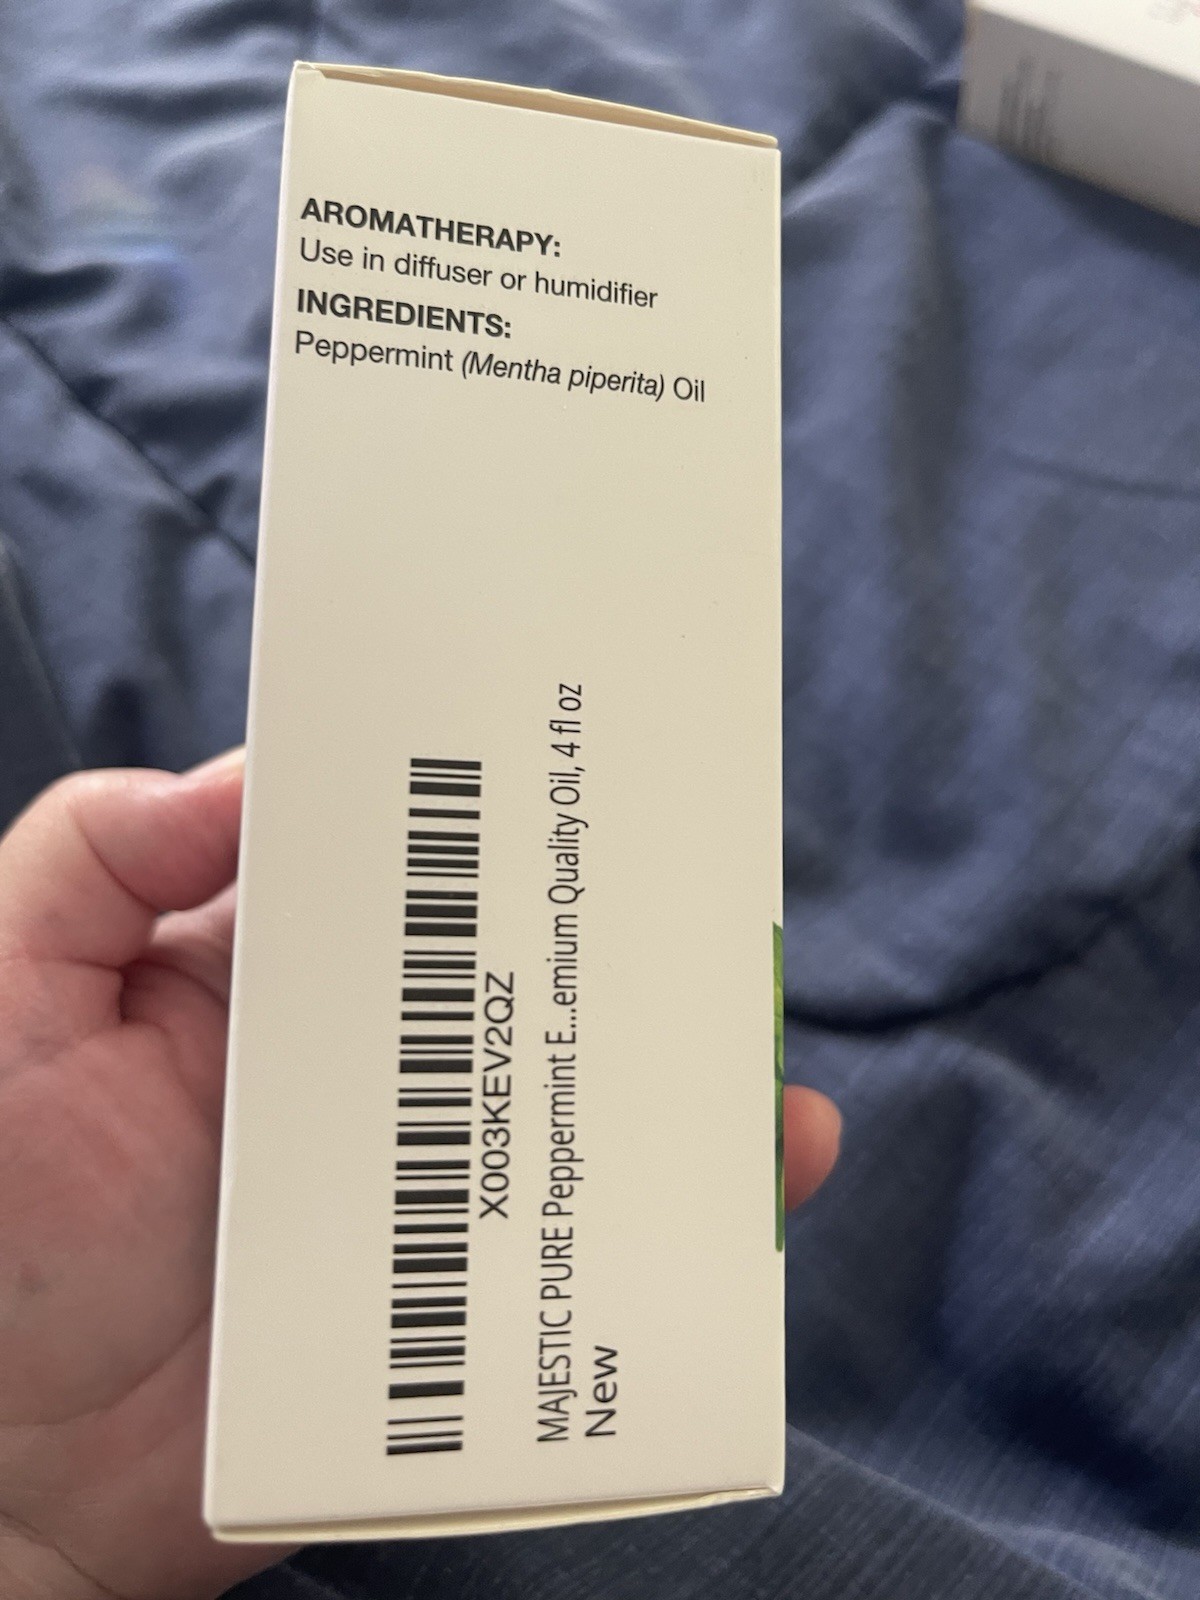 AROMATHERAPY:
Use in diffuser or humidifier
INGREDIENTS:
Peppermint (Mentha piperita) Oil
X003KEV2QZ
MAJESTIC PURE Peppermint E...emium Quality Oil, 4 fl oz
New